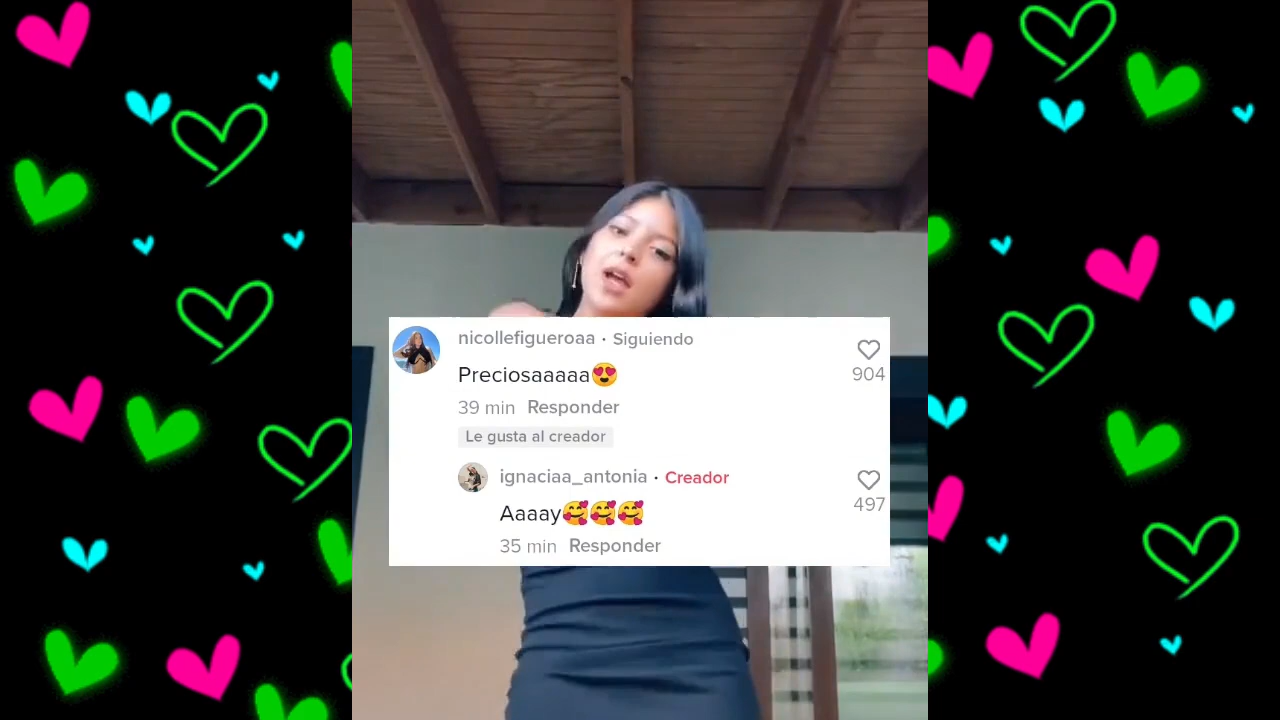 nicollefigueroaa · Siguiendo
Preciosaaaaa😍
904
39 min Responder
Le gusta al creador
ignaciaa_antonia · Creador
Aaaay🥰🥰🥰
497
35 min Responder